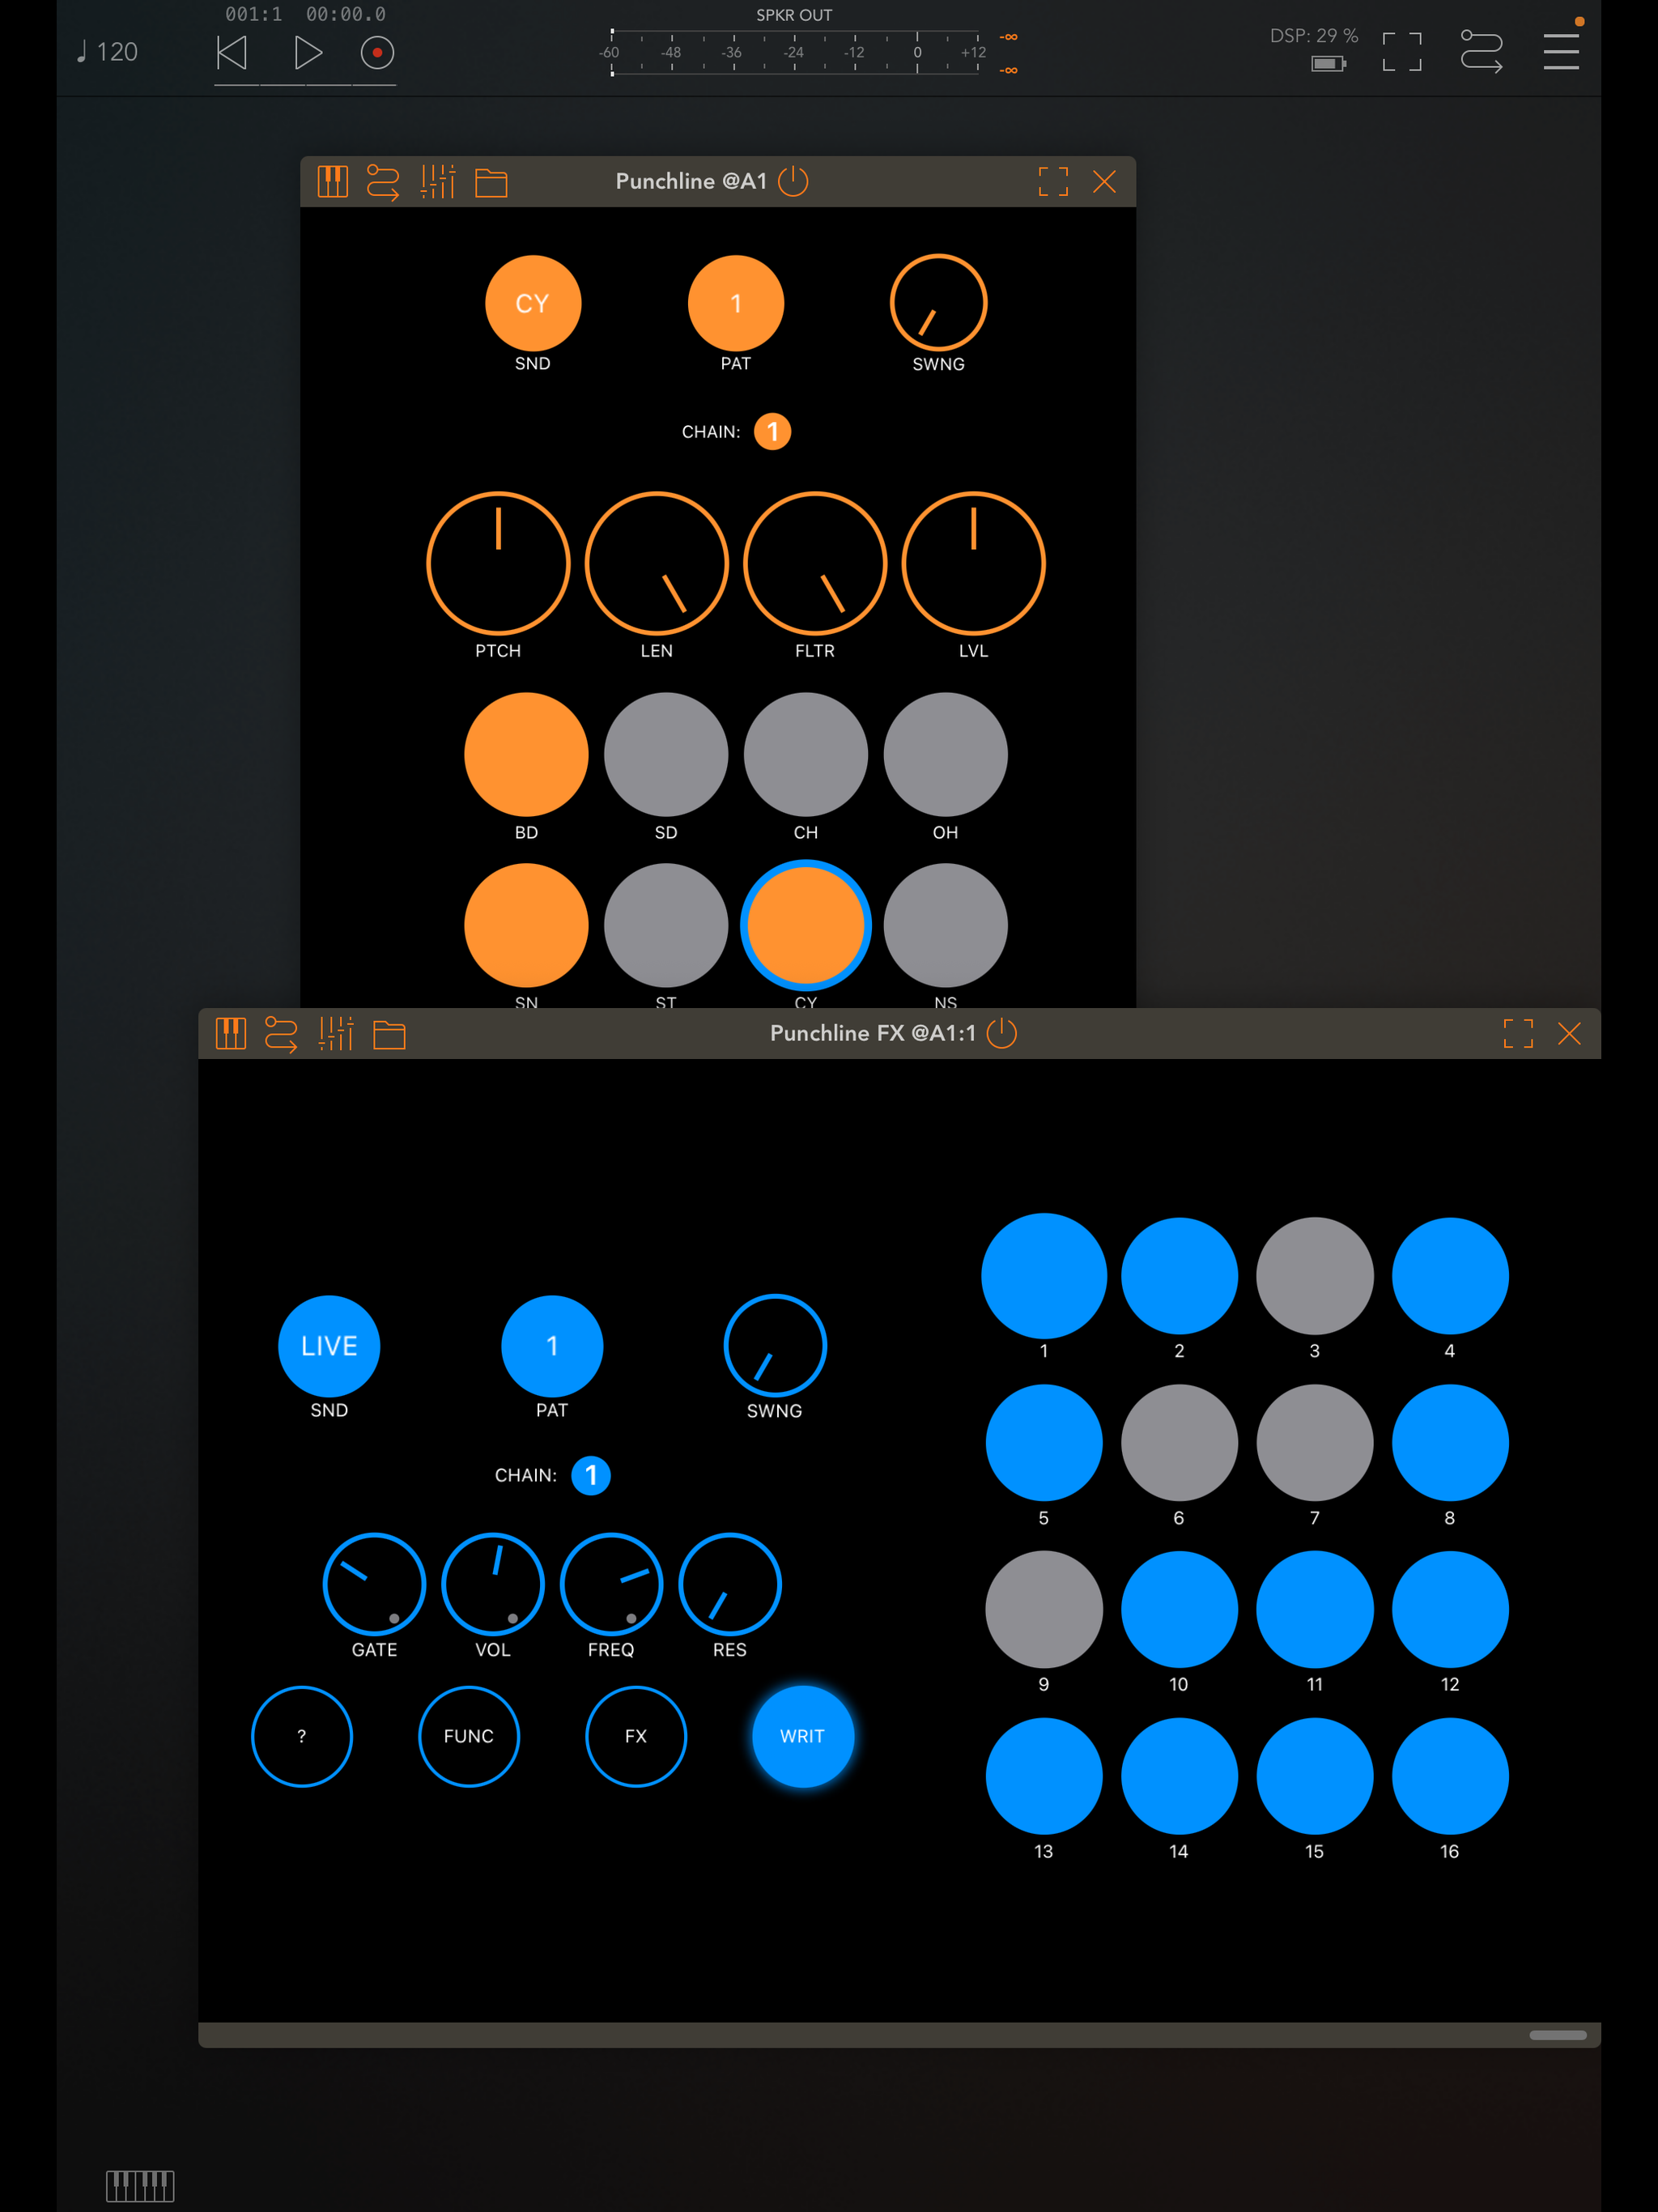 001:1 00:00.0
♩ 120
SPKR OUT
-60 -48 -36 -24 -12 0 +12
-∞
-∞
DSP: 29 %
Punchline @A1
CY 1
SND PAT SWNG
CHAIN: 1
PTCH LEN FLTR LVL
BD SD CH OH
SN ST CY NS
Punchline FX @A1:1
LIVE 1
SND PAT SWNG
CHAIN: 1
GATE VOL FREQ RES
? FUNC FX WRIT
1 2 3 4
5 6 7 8
9 10 11 12
13 14 15 16